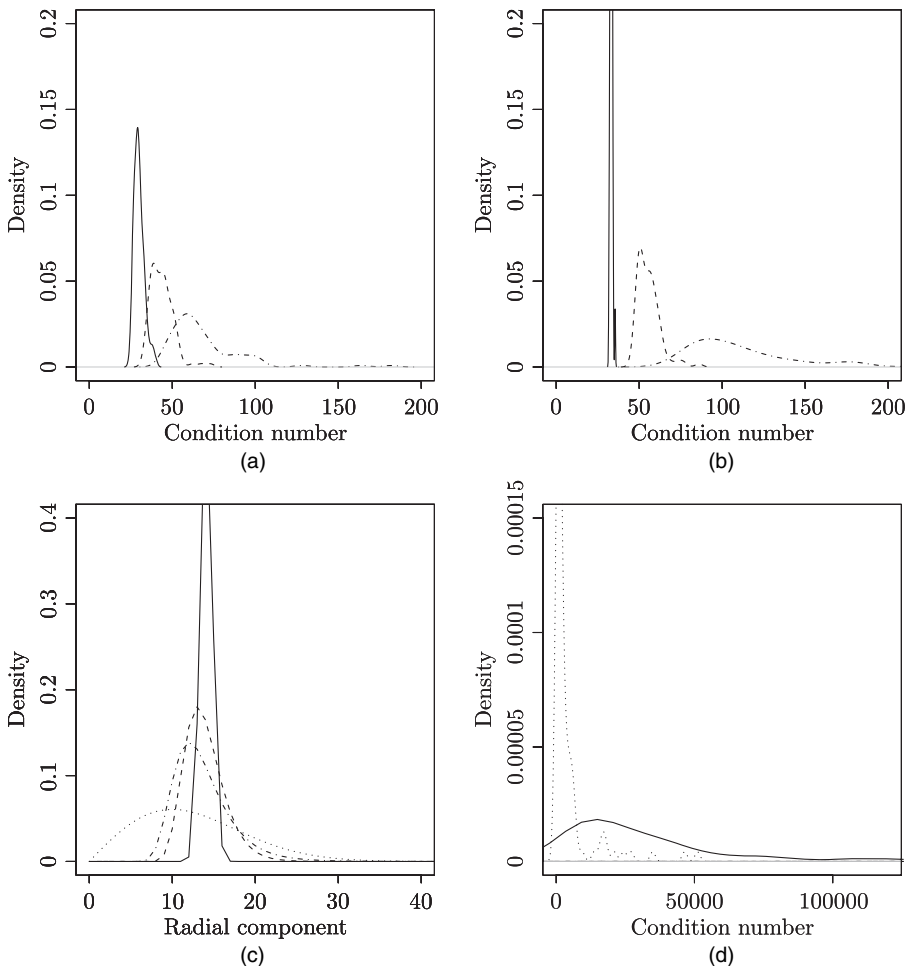 0.2
0.15
0.1
0.05
0
Density
0 50 100 150 200
Condition number
(a)
0.2
0.15
0.1
0.05
0
Density
0 50 100 150 200
Condition number
(b)
0.4
0.3
0.2
0.1
0
Density
0 10 20 30 40
Radial component
(c)
0.00015
0.0001
0.00005
0
Density
0 50000 100000
Condition number
(d)